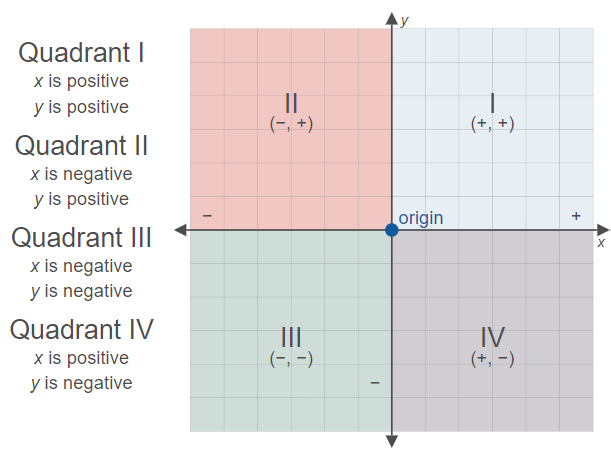 Quadrant I
x is positive
y is positive
Quadrant II
x is negative
y is positive
Quadrant III
x is negative
y is negative
Quadrant IV
x is positive
y is negative
y
II
(−, +)
I
(+, +)
−
origin
+
x
III
(−, −)
IV
(+, −)
−